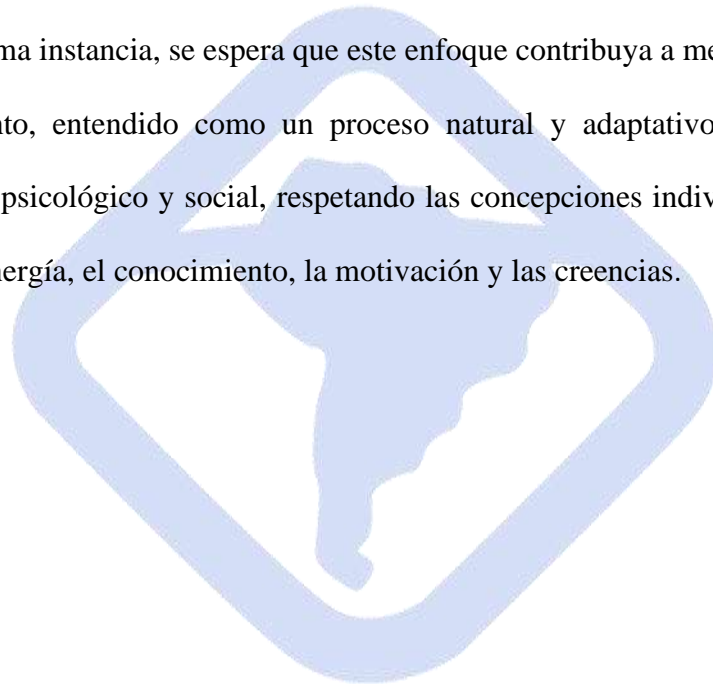 ma instancia, se espera que este enfoque contribuya a me
nto, entendido como un proceso natural y adaptativo
psicológico y social, respetando las concepciones indiv
nergía, el conocimiento, la motivación y las creencias.